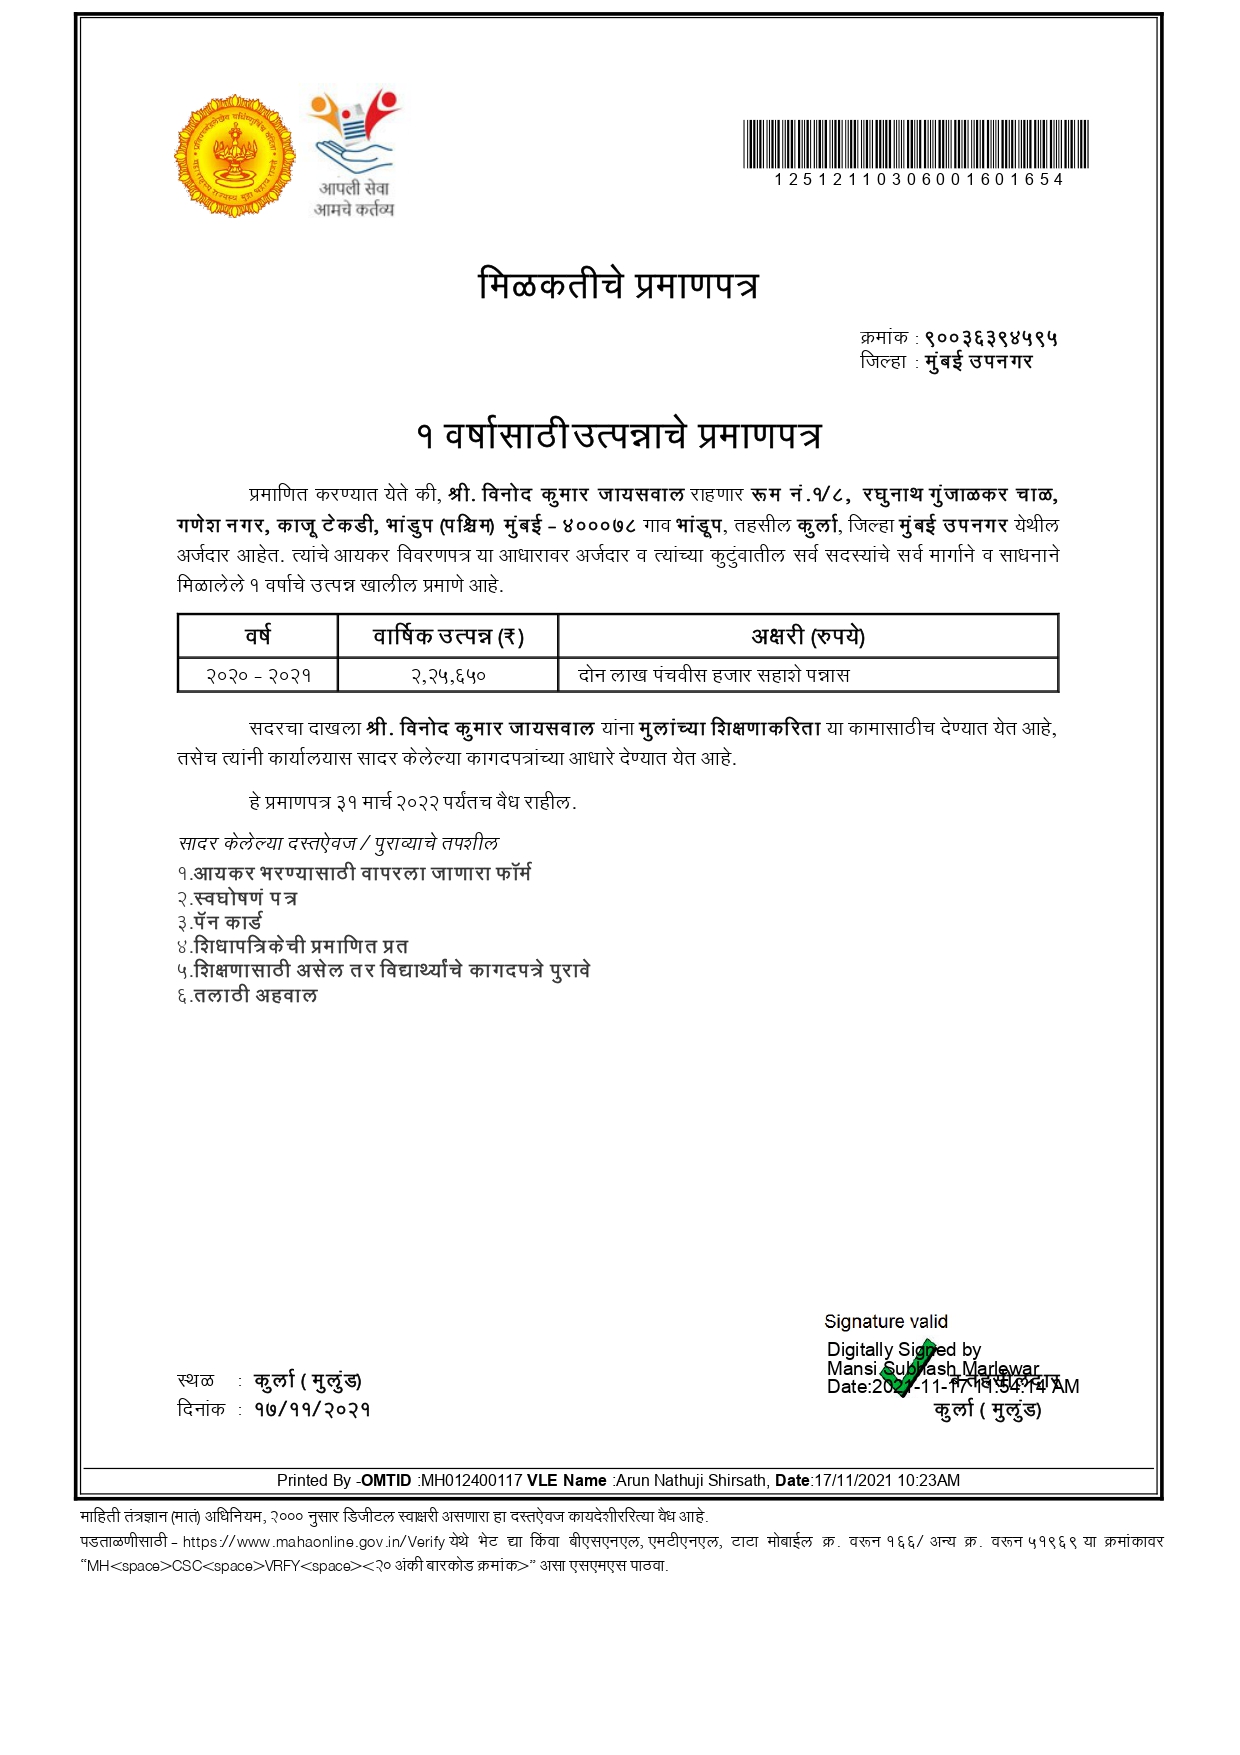 आपली सेवा
आमचे कर्तव्य
12512110306001601654
मिळकतीचे प्रमाणपत्र
क्रमांक : ९००३६३९४५९५
जिल्हा : मुंबई उपनगर
१ वर्षासाठी उत्पन्नाचे प्रमाणपत्र
प्रमाणित करण्यात येते की, श्री. विनोद कुमार जायसवाल राहणार रूम नं.१/८, रघुनाथ गुंजाळकर चाळ,
गणेश नगर, काजू टेकडी, भांडुप (पश्चिम) मुंबई – ४०००७८ गाव भांडूप, तहसील कुर्ला, जिल्हा मुंबई उपनगर येथील
अर्जदार आहेत. त्यांचे आयकर विवरणपत्र या आधारावर अर्जदार व त्यांच्या कुटुंवातील सर्व सदस्यांचे सर्व मार्गाने व साधनाने
मिळालेले १ वर्षाचे उत्पन्न खालील प्रमाणे आहे.
वर्ष वार्षिक उत्पन्न (₹) अक्षरी (रुपये)
२०२० – २०२१ २,२५,६५० दोन लाख पंचवीस हजार सहाशे पन्नास
सदरचा दाखला श्री. विनोद कुमार जायसवाल यांना मुलांच्या शिक्षणाकरिता या कामासाठीच देण्यात येत आहे,
तसेच त्यांनी कार्यालयास सादर केलेल्या कागदपत्रांच्या आधारे देण्यात येत आहे.
हे प्रमाणपत्र ३१ मार्च २०२२ पर्यंतच वैध राहील.
सादर केलेल्या दस्तऐवज / पुराव्याचे तपशील
१.आयकर भरण्यासाठी वापरला जाणारा फॉर्म
२.स्वघोषणं पत्र
३.पॅन कार्ड
४.शिधापत्रिकेची प्रमाणित प्रत
५.शिक्षणासाठी असेल तर विद्यार्थ्यांचे कागदपत्रे पुरावे
६.तलाठी अहवाल
Signature valid
Digitally Signed by
Mansi Subhash Marlewar
Date:2021-11-17 11:54:14 AM
स्थळ : कुर्ला ( मुलुंड) तहसीलदार
दिनांक : १७/११/२०२१ कुर्ला ( मुलुंड)
Printed By -OMTID :MH012400117 VLE Name :Arun Nathuji Shirsath, Date:17/11/2021 10:23AM
माहिती तंत्रज्ञान (मातं) अधिनियम, २००० नुसार डिजीटल स्वाक्षरी असणारा हा दस्तऐवज कायदेशीररित्या वैध आहे.
पडताळणीसाठी – https://www.mahaonline.gov.in/Verify येथे भेट द्या किंवा बीएसएनएल, एमटीएनएल, टाटा मोबाईल क्र. वरून १६६/ अन्य क्र. वरून ५१९६९ या क्रमांकावर
“MH<space>CSC<space>VRFY<space><२० अंकी बारकोड क्रमांक>” असा एसएमएस पाठवा.